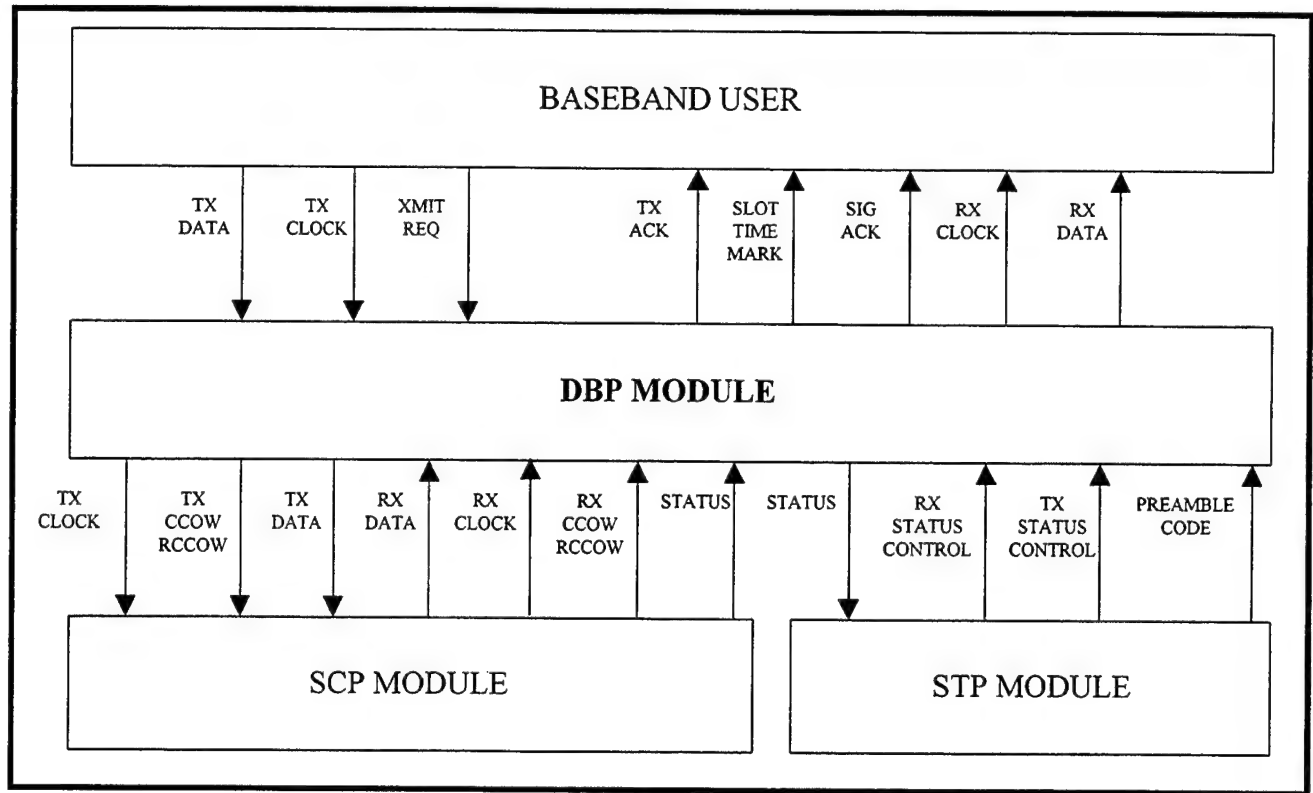 BASEBAND USER
TX
DATA
TX
CLOCK
XMIT
REQ
TX
ACK
SLOT
TIME
MARK
SIG
ACK
RX
CLOCK
RX
DATA
DBP MODULE
TX
CLOCK
TX
CCOW
RCCOW
TX
DATA
RX
DATA
RX
CLOCK
RX
CCOW
RCCOW
STATUS
STATUS
RX
STATUS
CONTROL
TX
STATUS
CONTROL
PREAMBLE
CODE
SCP MODULE
STP MODULE